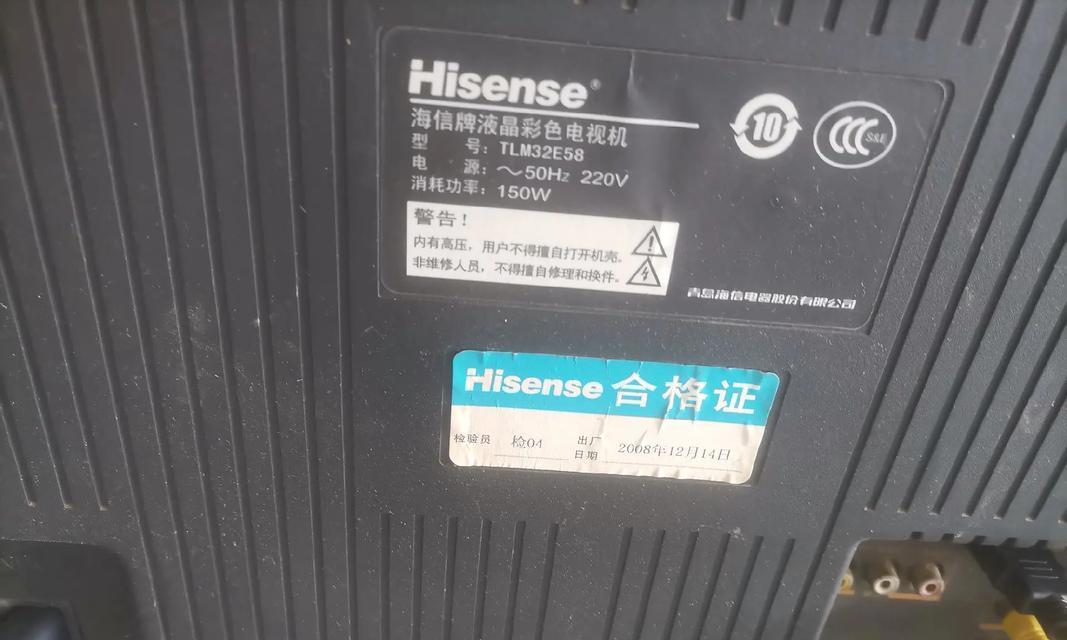 Hisense®
海信牌液晶彩色电视机
型 号：TLM32E58
电 源：～50Hz 220V
消耗功率：150W
10
CCC S&E
警告！
内有高压，用户不得擅自打开机壳。
非维修人员，不得擅自修理和换件。
青岛海信电器股份有限公司
Hisense 合格证
检验员 检04 出厂日期 2008年12月14日